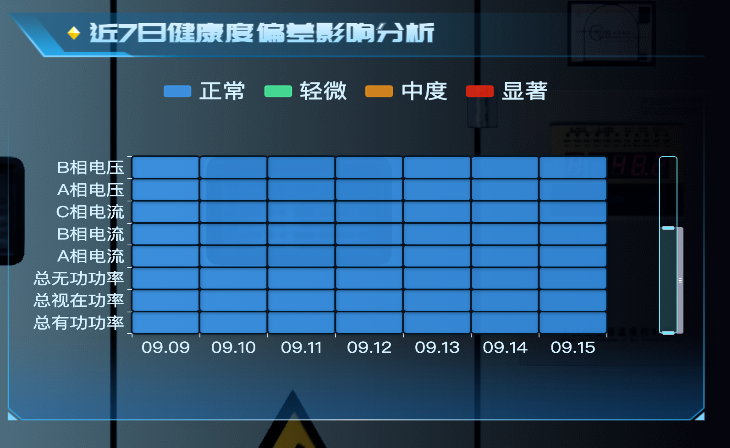 近7日健康度偏差影响分析
正常 轻微 中度 显著
B相电压
A相电压
C相电流
B相电流
A相电流
总无功功率
总视在功率
总有功功率
09.09 09.10 09.11 09.12 09.13 09.14 09.15